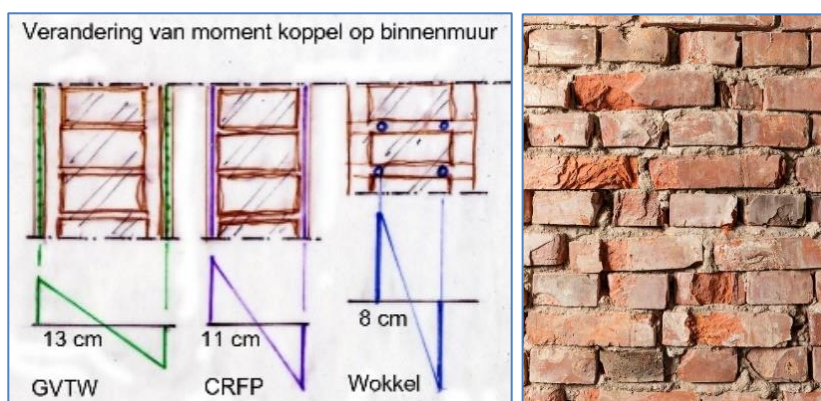 Verandering van moment koppel op binnenmuur
13 cm
11 cm
8 cm
GVTW
CRFP
Wokkel